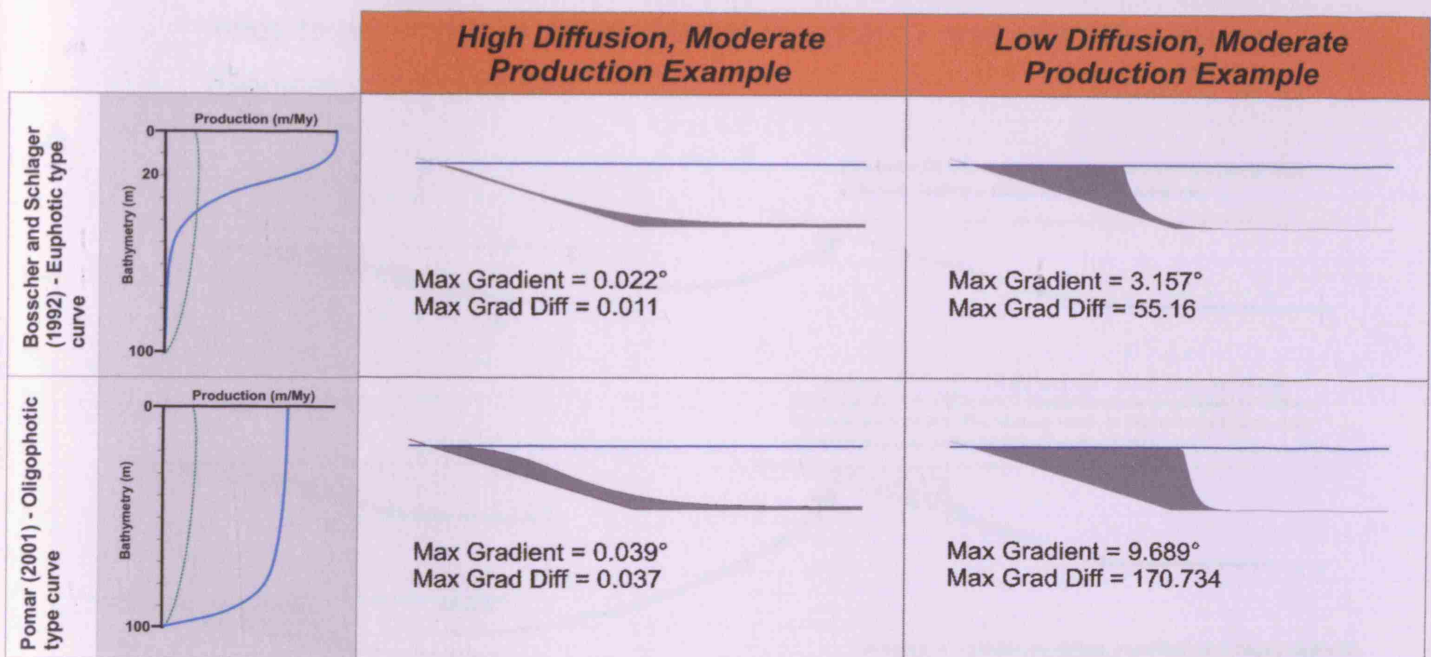 High Diffusion, Moderate
Production Example
Low Diffusion, Moderate
Production Example
Bosscher and Schlager
(1992) - Euphotic type
curve
Production (m/My)
0
20
100
Bathymetry (m)
Max Gradient = 0.022°
Max Grad Diff = 0.011
Max Gradient = 3.157°
Max Grad Diff = 55.16
Pomar (2001) - Oligophotic
type curve
Production (m/My)
0
100
Bathymetry (m)
Max Gradient = 0.039°
Max Grad Diff = 0.037
Max Gradient = 9.689°
Max Grad Diff = 170.734